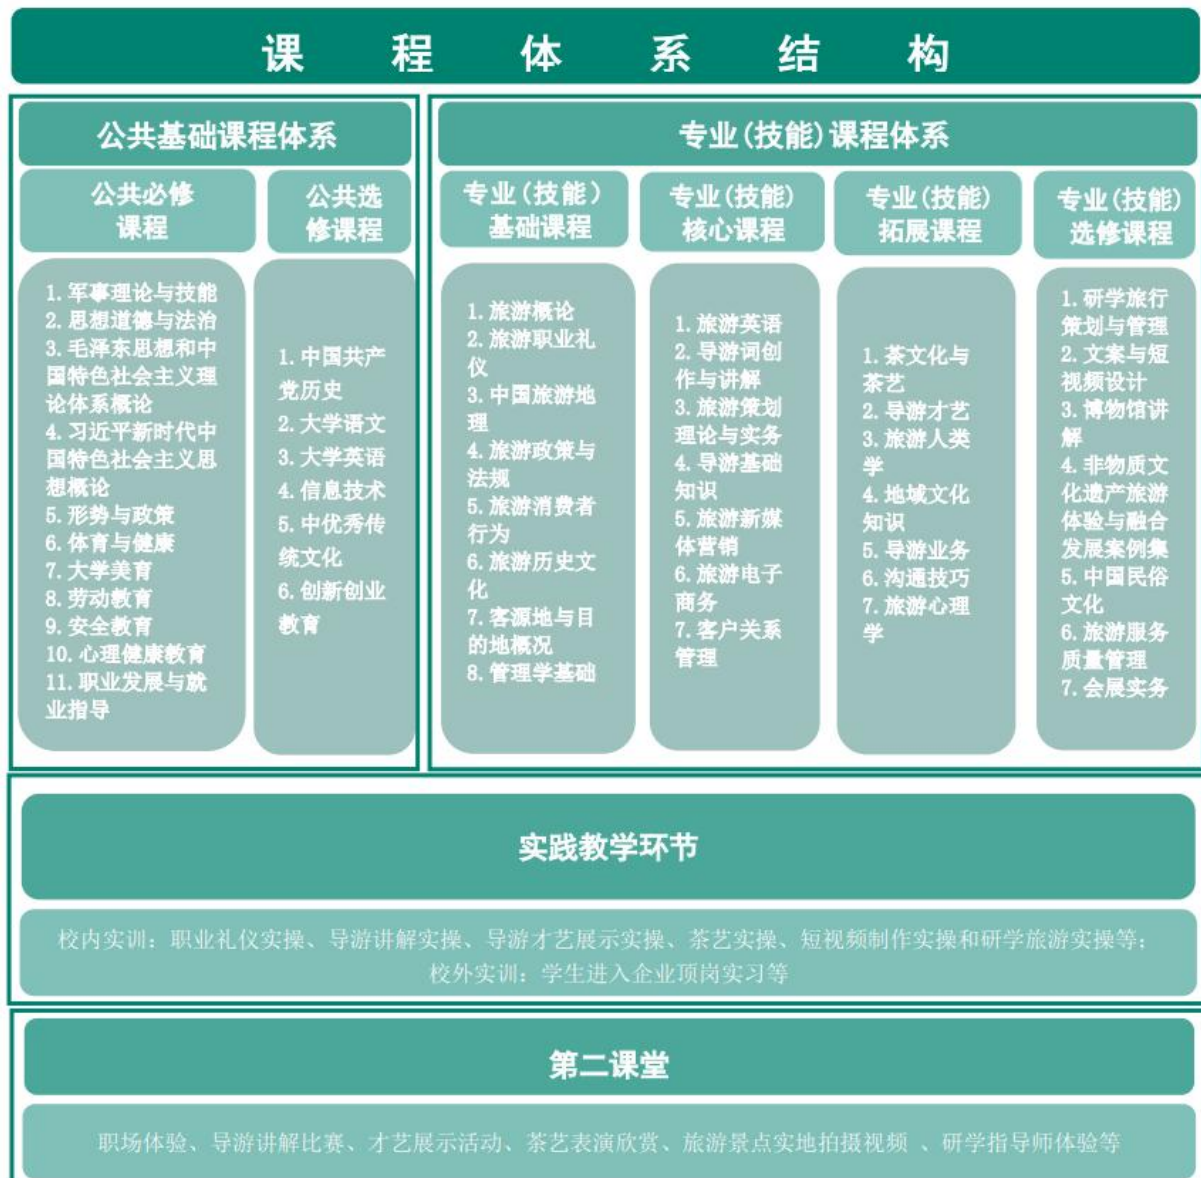 课程体系结构
公共基础课程体系
公共必修
课程
1.军事理论与技能
2.思想道德与法治
3.毛泽东思想和中
国特色社会主义理
论体系概论
4.习近平新时代中
国特色社会主义思
想概论
5.形势与政策
6.体育与健康
7.大学美育
8.劳动教育
9.安全教育
10.心理健康教育
11.职业发展与就
业指导
公共选
修课程
1.中国共产
党历史
2.大学语文
3.大学英语
4.信息技术
5.中优秀传
统文化
6.创新创业
教育
专业(技能)课程体系
专业(技能)
基础课程
1.旅游概论
2.旅游职业礼
仪
3.中国旅游地
理
4.旅游政策与
法规
5.旅游消费者
行为
6.旅游历史文
化
7.客源地与目
的地概况
8.管理学基础
专业(技能)
核心课程
1.旅游英语
2.导游词创
作与讲解
3.旅游策划
理论与实务
4.导游基础
知识
5.旅游新媒
体营销
6.旅游电子
商务
7.客户关系
管理
专业(技能)
拓展课程
1.茶文化与
茶艺
2.导游才艺
3.旅游人类
学
4.地域文化
知识
5.导游业务
6.沟通技巧
7.旅游心理
学
专业(技能)
选修课程
1.研学旅行
策划与管理
2.文案与短
视频设计
3.博物馆讲
解
4.非物质文
化遗产旅游
体验与融合
发展案例集
5.中国民俗
文化
6.旅游服务
质量管理
7.会展实务
实践教学环节
校内实训：职业礼仪实操、导游讲解实操、导游才艺展示实操、茶艺实操、短视频制作实操和研学旅游实操等；
校外实训：学生进入企业顶岗实习等
第二课堂
职场体验、导游讲解比赛、才艺展示活动、茶艺表演欣赏、旅游景点实地拍摄视频 、研学指导师体验等